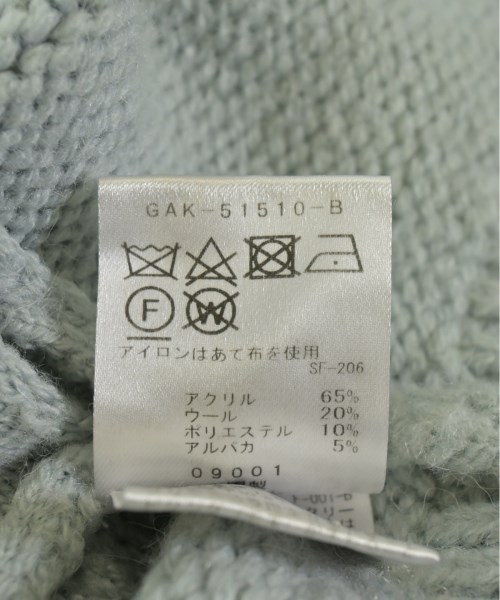 GAK-51510-B
F W
アイロンはあて布を使用
SF-206
アクリル 65%
ウール 20%
ポリエステル 10%
アルパカ 5%
09001
製